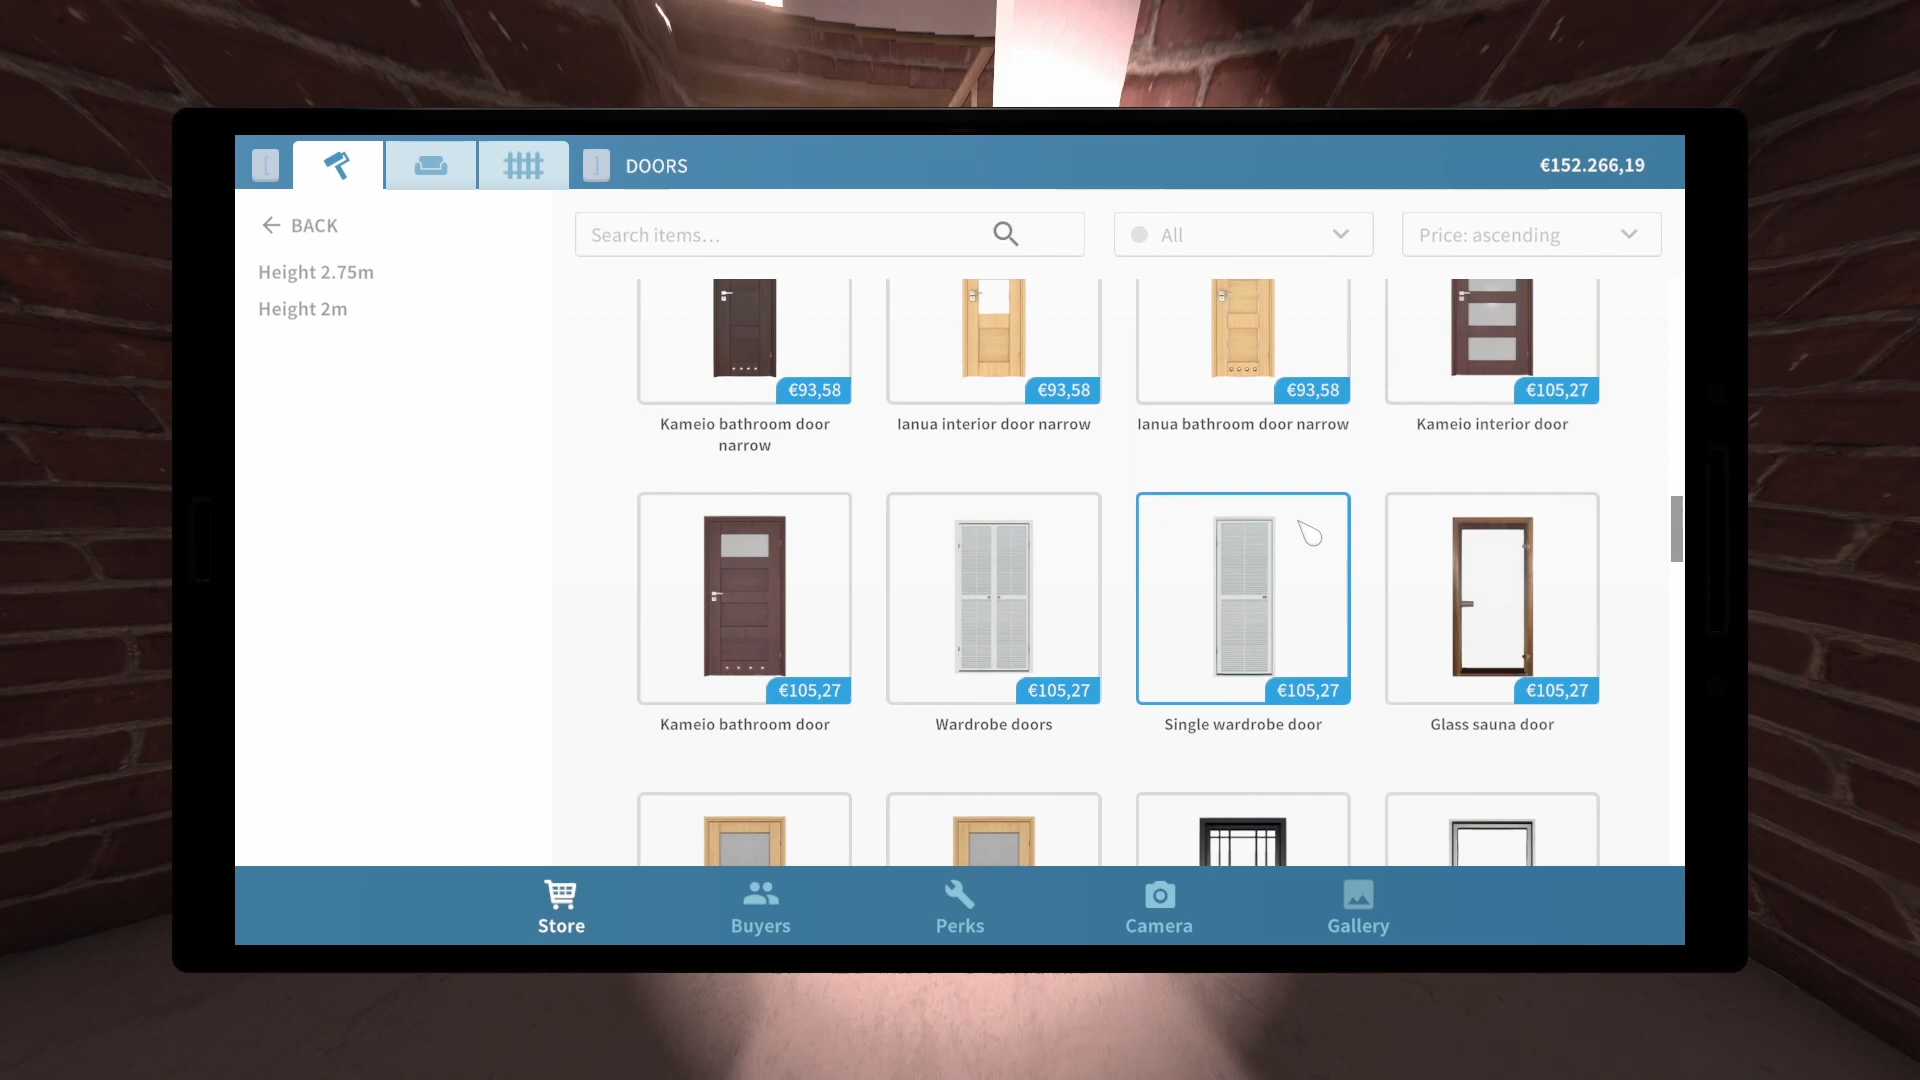 [
]
DOORS
€152.266,19
BACK
Height 2.75m
Height 2m
Search items...
All
Price: ascending
€93,58
€93,58
€93,58
€105,27
Kameio bathroom door
narrow
Ianua interior door narrow
Ianua bathroom door narrow
Kameio interior door
€105,27
€105,27
€105,27
€105,27
Kameio bathroom door
Wardrobe doors
Single wardrobe door
Glass sauna door
Store
Buyers
Perks
Camera
Gallery